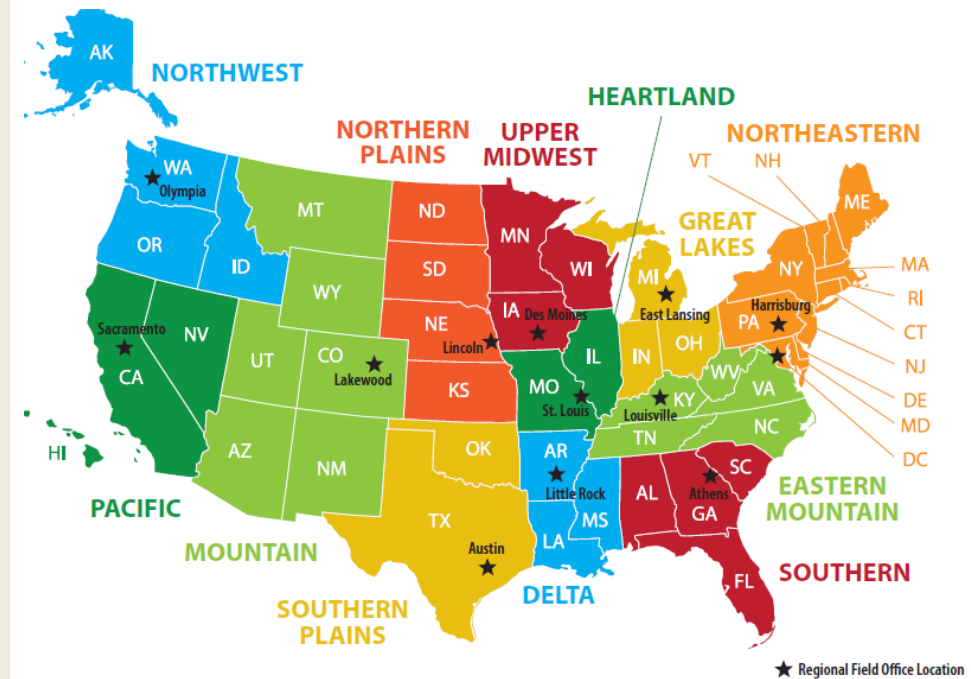 AK
NORTHWEST
HEARTLAND
NORTHERN
PLAINS
UPPER
MIDWEST
NORTHEASTERN
VT
NH
WA
Olympia
MT
ND
MN
GREAT
LAKES
ME
OR
ID
SD
WI
MI
NY
MA
WY
IA
Des Moines
East Lansing
Harrisburg
PA
RI
Sacramento
NV
NE
Lincoln
CT
UT
CO
Lakewood
IL
IN
OH
NJ
CA
KS
MO
St. Louis
WV
VA
DE
Louisville
KY
MD
HI
AZ
NM
OK
AR
TN
NC
DC
Little Rock
SC
Athens
PACIFIC
TX
MS
AL
GA
EASTERN
MOUNTAIN
MOUNTAIN
Austin
LA
FL
SOUTHERN
SOUTHERN
PLAINS
DELTA
Regional Field Office Location